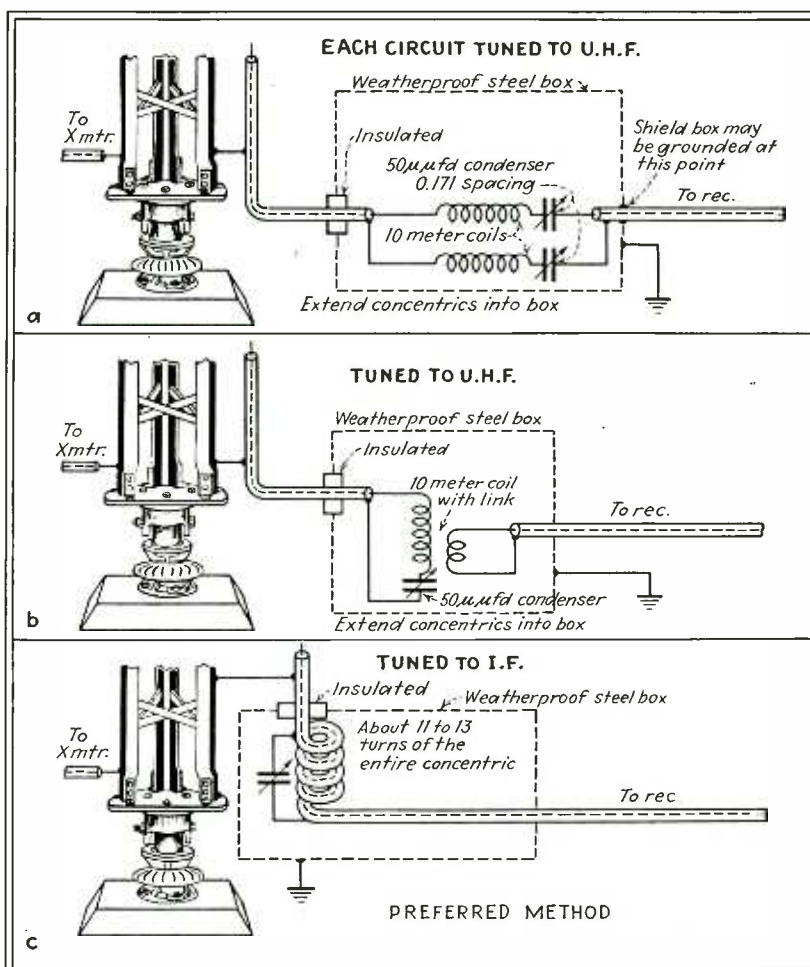 EACH CIRCUIT TUNED TO U.H.F.
Weatherproof steel box
To
Xmtr.
Insulated
50µµfd condenser
0.171 spacing
Shield box may
be grounded at
this point
To rec.
10 meter coils
Extend concentrics into box
a
TUNED TO U.H.F.
Weatherproof steel box
To
Xmtr.
Insulated
10 meter coil
with link
To rec.
50µµfd condenser
Extend concentrics into box
b
TUNED TO I.F.
Insulated
Weatherproof steel box
To
Xmtr.
About 11 to 13
turns of the
entire concentric
To rec
PREFERRED METHOD
c